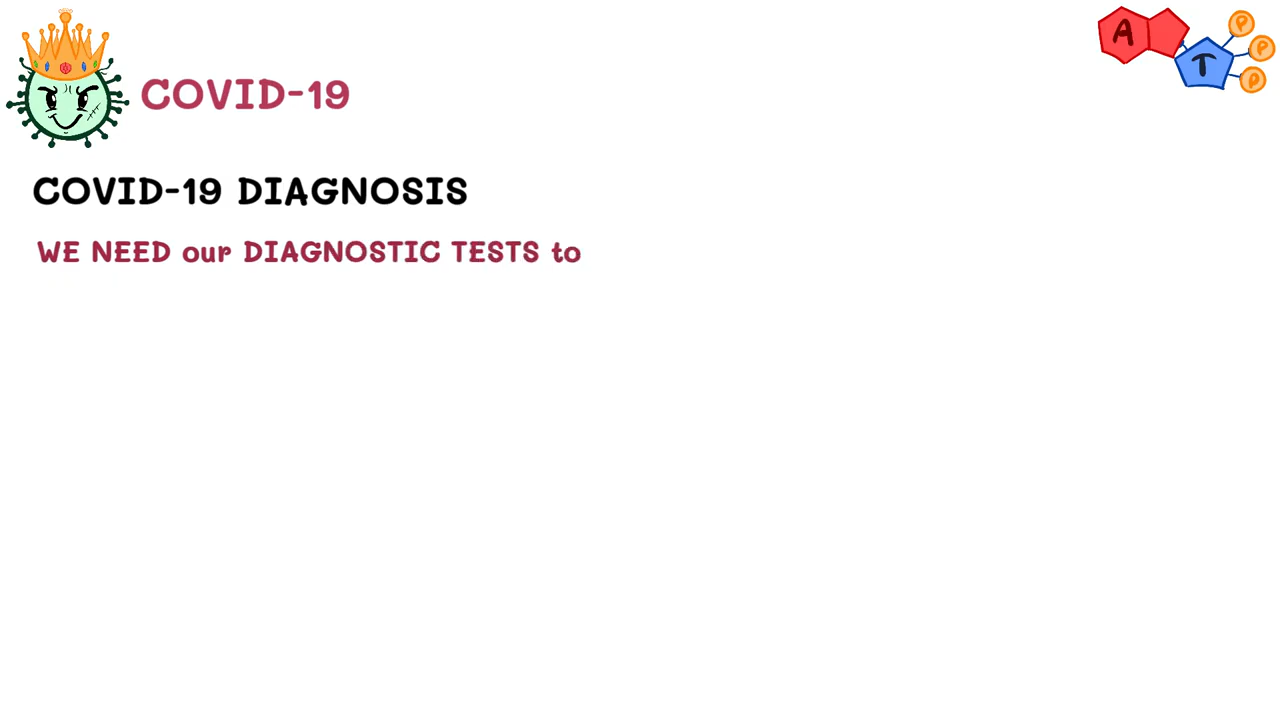 COVID-19
A T P P P
COVID-19 DIAGNOSIS
WE NEED our DIAGNOSTIC TESTS to